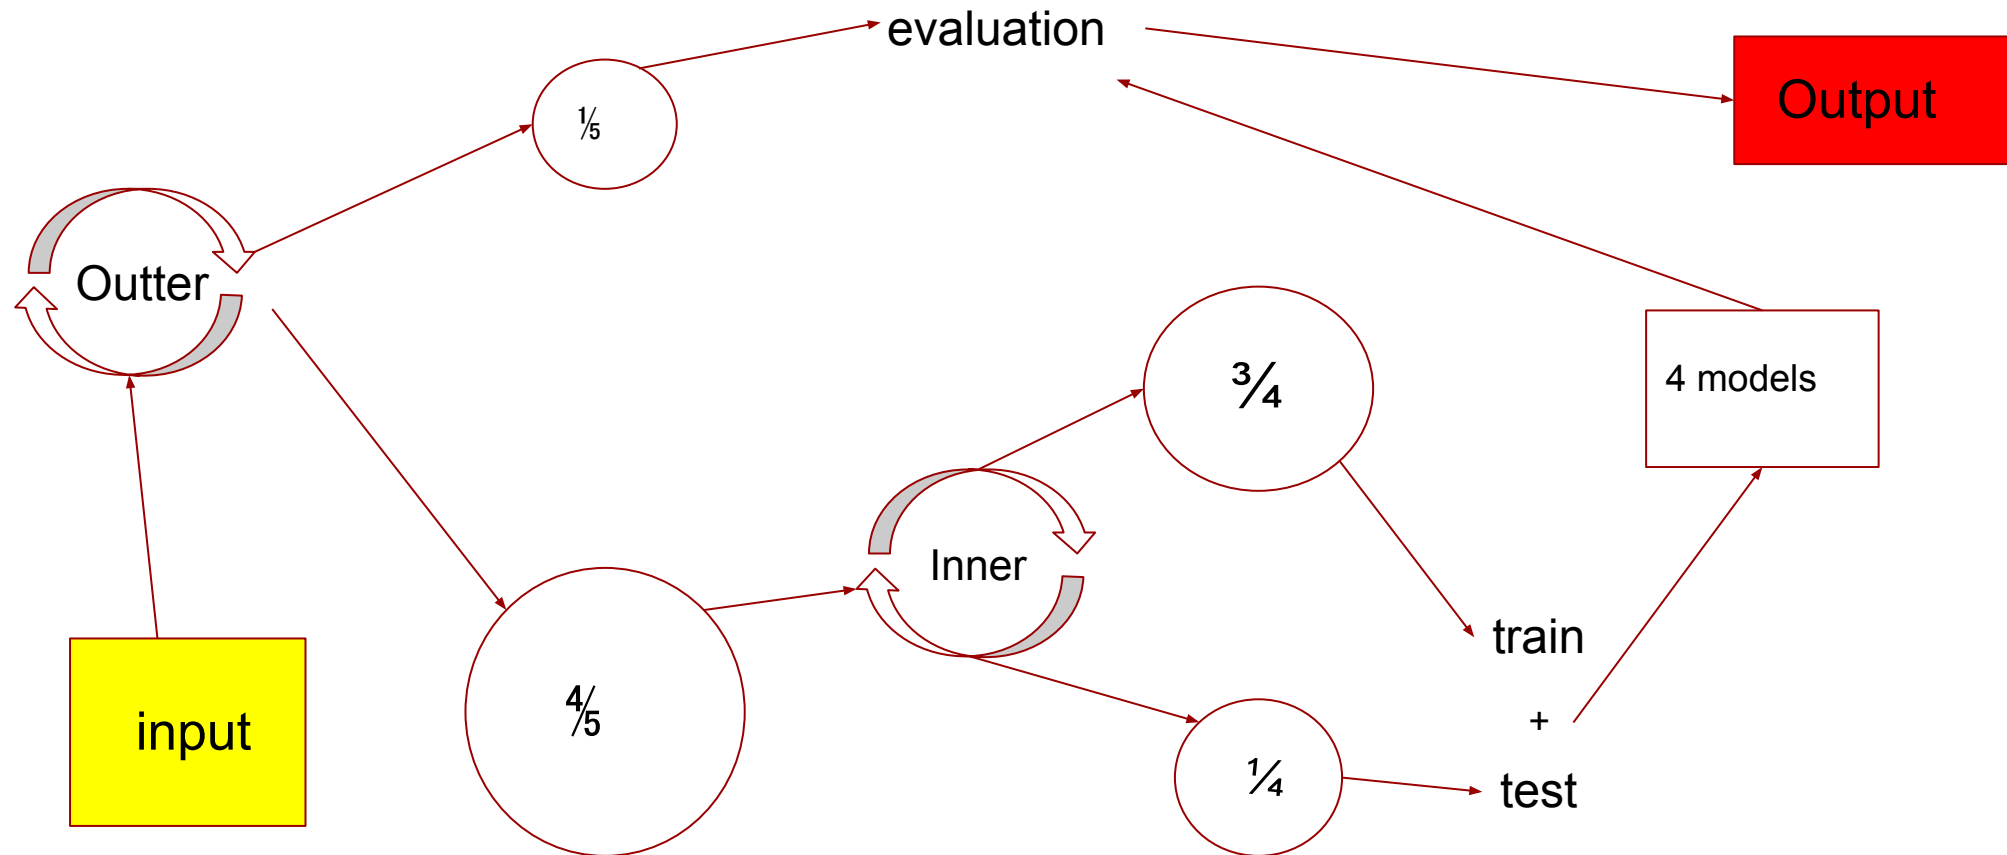 evaluation
Output
⅕
Outter
¾
4 models
Inner
train
+
test
⅘
input
¼